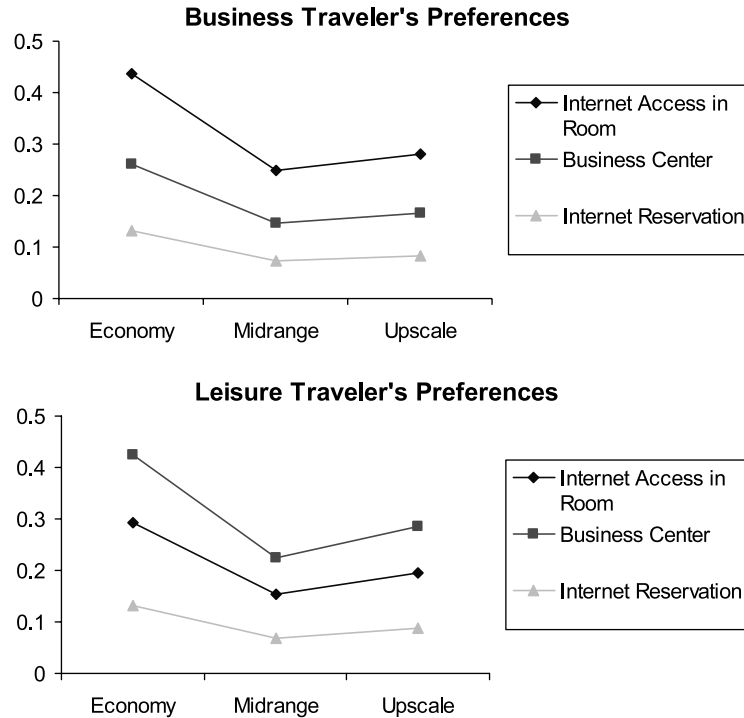 Business Traveler's Preferences
0.5
0.4
0.3
0.2
0.1
0
Economy Midrange Upscale
Internet Access in
Room
Business Center
Internet Reservation
Leisure Traveler's Preferences
0.5
0.4
0.3
0.2
0.1
0
Economy Midrange Upscale
Internet Access in
Room
Business Center
Internet Reservation